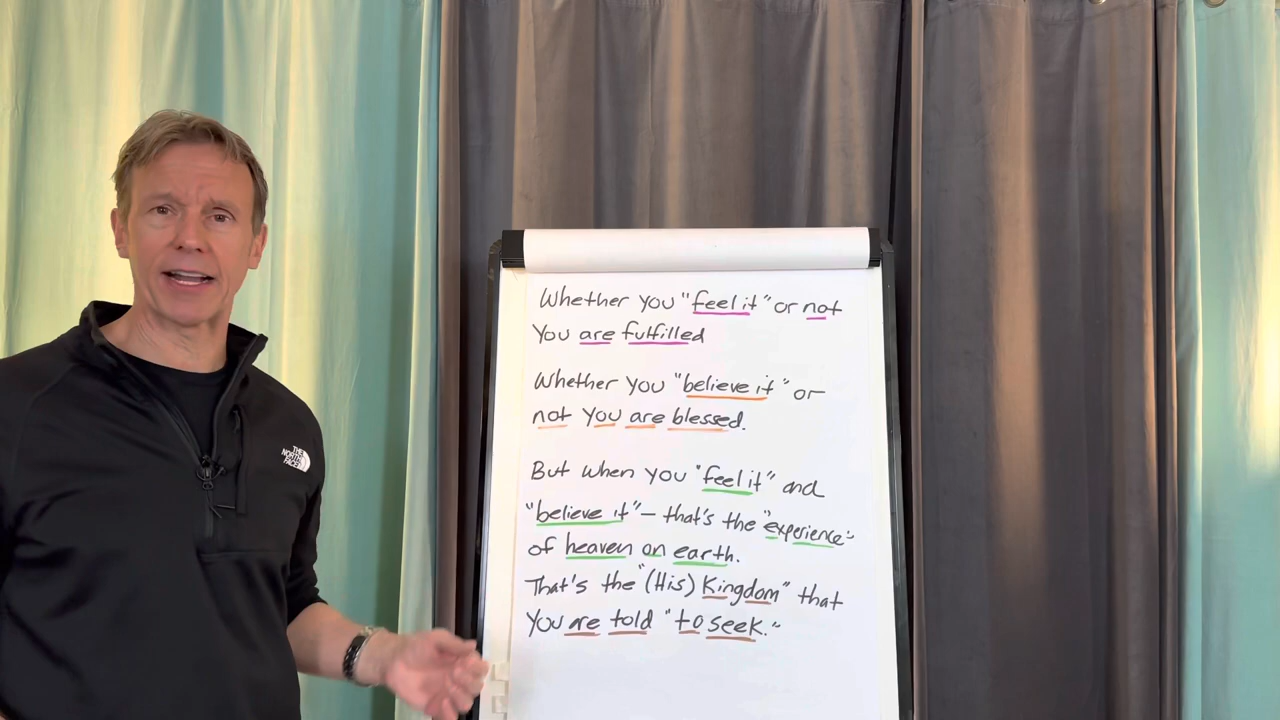 THE
NORTH
FACE
Whether you "feel it" or not
You are fulfilled
Whether you "believe it" or
not you are blessed.
But when you "feel it" and
"believe it" – that's the "experience"
of heaven on earth.
That's the "(His) Kingdom" that
you are told "to seek."